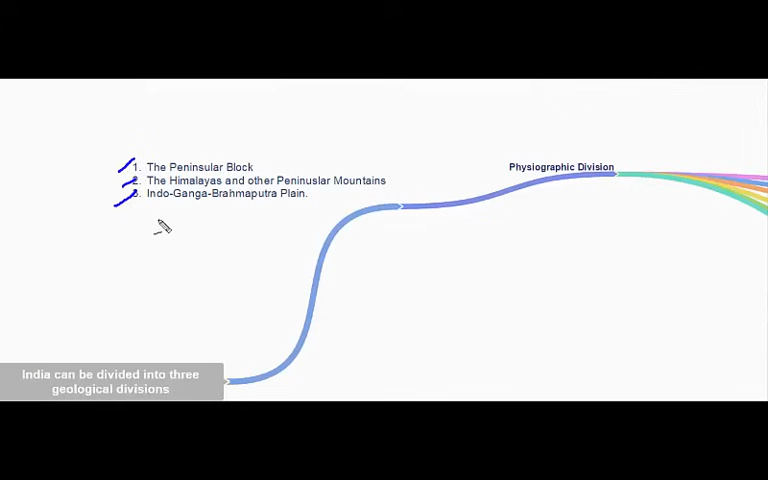 1. The Peninsular Block
2. The Himalayas and other Peninuslar Mountains
3. Indo-Ganga-Brahmaputra Plain.
Physiographic Division
India can be divided into three
geological divisions